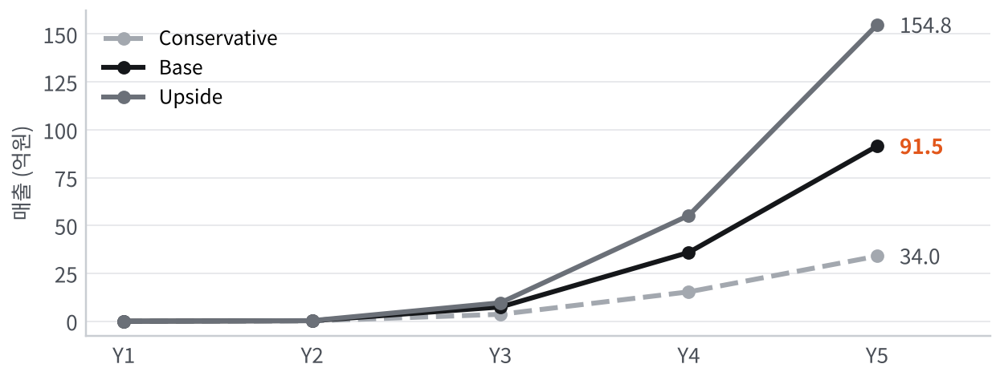 매출 (억원)
150
125
100
75
50
25
0
Conservative
Base
Upside
154.8
91.5
34.0
Y1 Y2 Y3 Y4 Y5